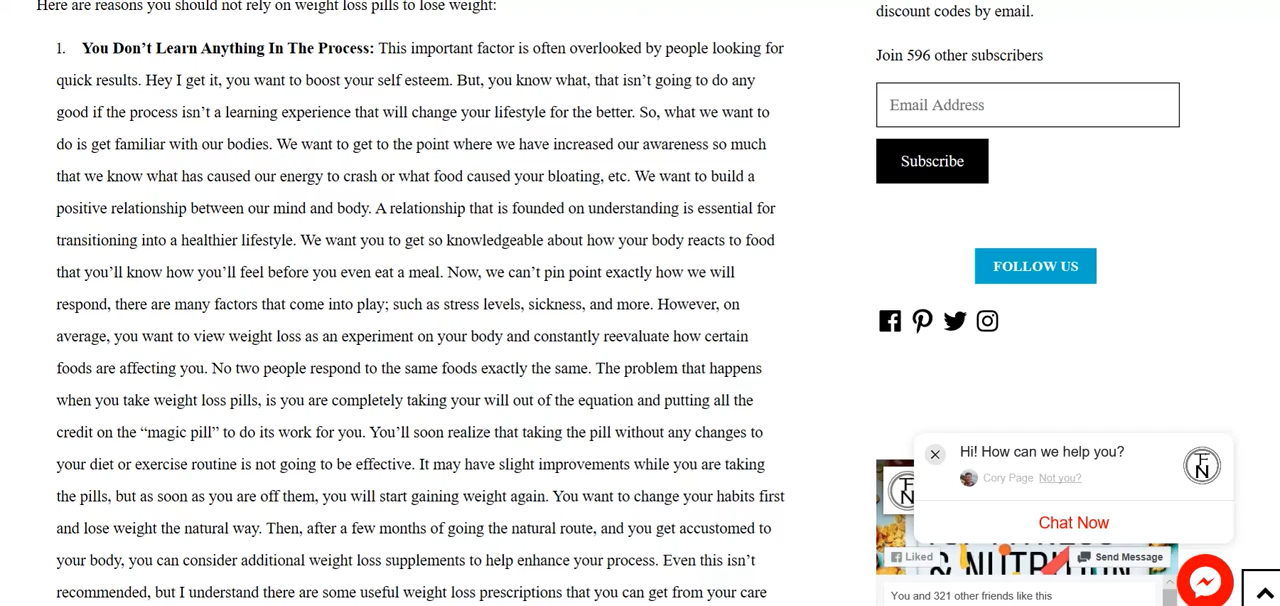 Here are reasons you should not rely on weight loss pills to lose weight:
1. You Don’t Learn Anything In The Process: This important factor is often overlooked by people looking for
quick results. Hey I get it, you want to boost your self esteem. But, you know what, that isn’t going to do any
good if the process isn’t a learning experience that will change your lifestyle for the better. So, what we want to
do is get familiar with our bodies. We want to get to the point where we have increased our awareness so much
that we know what has caused our energy to crash or what food caused your bloating, etc. We want to build a
positive relationship between our mind and body. A relationship that is founded on understanding is essential for
transitioning into a healthier lifestyle. We want you to get so knowledgeable about how your body reacts to food
that you’ll know how you’ll feel before you even eat a meal. Now, we can’t pin point exactly how we will
respond, there are many factors that come into play; such as stress levels, sickness, and more. However, on
average, you want to view weight loss as an experiment on your body and constantly reevaluate how certain
foods are affecting you. No two people respond to the same foods exactly the same. The problem that happens
when you take weight loss pills, is you are completely taking your will out of the equation and putting all the
credit on the “magic pill” to do its work for you. You’ll soon realize that taking the pill without any changes to
your diet or exercise routine is not going to be effective. It may have slight improvements while you are taking
the pills, but as soon as you are off them, you will start gaining weight again. You want to change your habits first
and lose weight the natural way. Then, after a few months of going the natural route, and you get accustomed to
your body, you can consider additional weight loss supplements to help enhance your process. Even this isn’t
recommended, but I understand there are some useful weight loss prescriptions that you can get from your care
discount codes by email.
Join 596 other subscribers
Email Address
Subscribe
FOLLOW US
Hi! How can we help you?
Cory Page Not you?
Chat Now
TFN
TFN
Liked
Send Message
& NUTRITION
You and 321 other friends like this